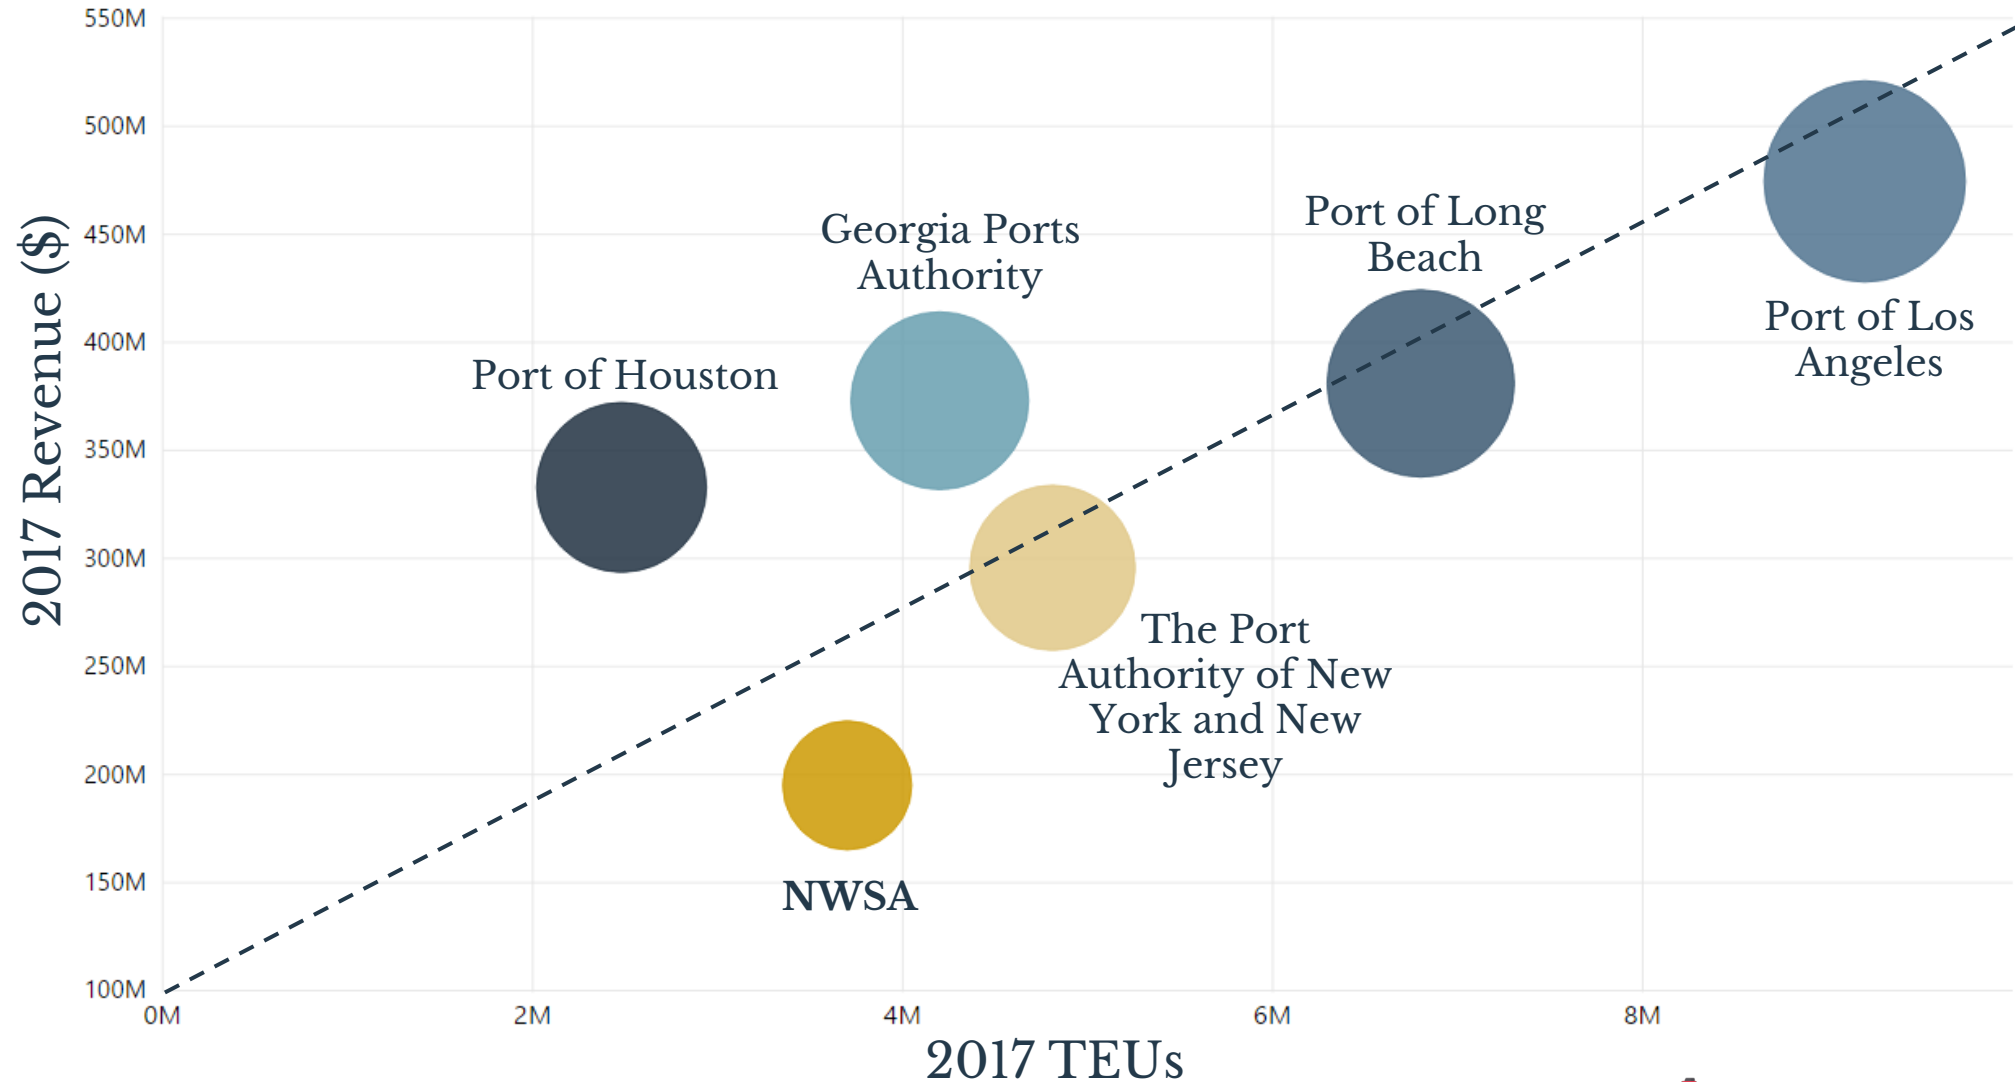 550M
500M
450M
400M
350M
300M
250M
200M
150M
100M
2017 Revenue ($)
Port of Houston
Georgia Ports
Authority
Port of Long
Beach
Port of Los
Angeles
The Port
Authority of New
York and New
Jersey
NWSA
0M
2M
4M
6M
8M
2017 TEUs